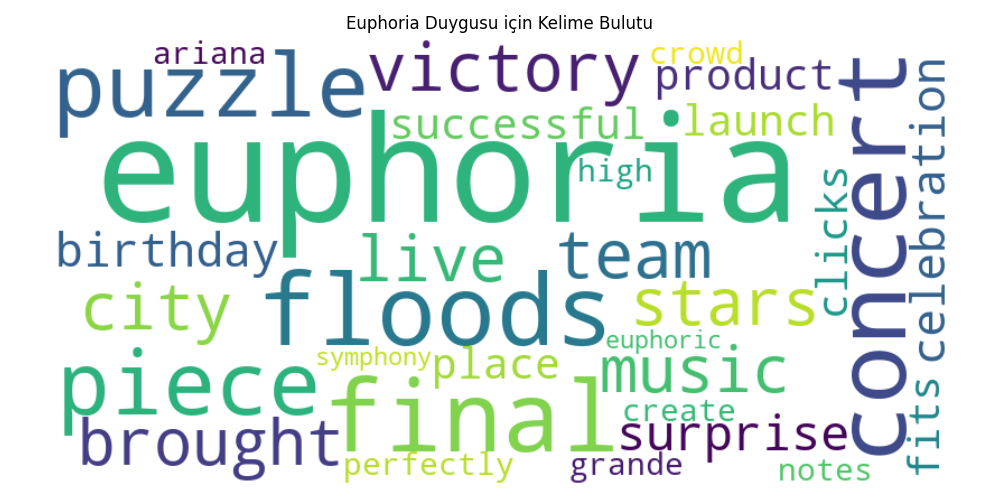 Euphoria Duygusu için Kelime Bulutu
ariana
crowd
puzzle
victory
product
successful
launch
euphoria
high
concert
celebration
clicks
birthday
live
team
city
floods
stars
euphoric
symphony
place
music
piece
final
create
fits
brought
surprise
perfectly
grande
notes